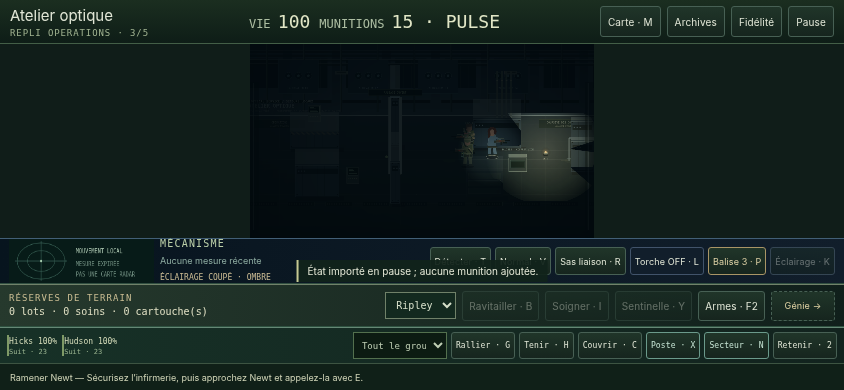 Atelier optique
REPLI OPERATIONS · 3/5
VIE 100 MUNITIONS 15 · PULSE
Carte · M
Archives
Fidélité
Pause
MOUVEMENT LOCAL
MESURE EXPIREE
PAS UNE CARTE RADAR
MECANISME
Aucune mesure récente
ÉCLAIRAGE COUPÉ · OMBRE
Sas liaison · R
Torche OFF · L
Balise 3 · P
Éclairage · K
État importé en pause ; aucune munition ajoutée.
RÉSERVES DE TERRAIN
0 lots · 0 soins · 0 cartouche(s)
Ripley
Ravitailler · B
Soigner · I
Sentinelle · Y
Armes · F2
Génie →
Hicks 100%
Suit · 23
Hudson 100%
Suit · 23
Tout le grou
Rallier · G
Tenir · H
Couvrir · C
Poste · X
Secteur · N
Retenir · 2
Ramener Newt — Sécurisez l'infirmerie, puis approchez Newt et appelez-la avec E.